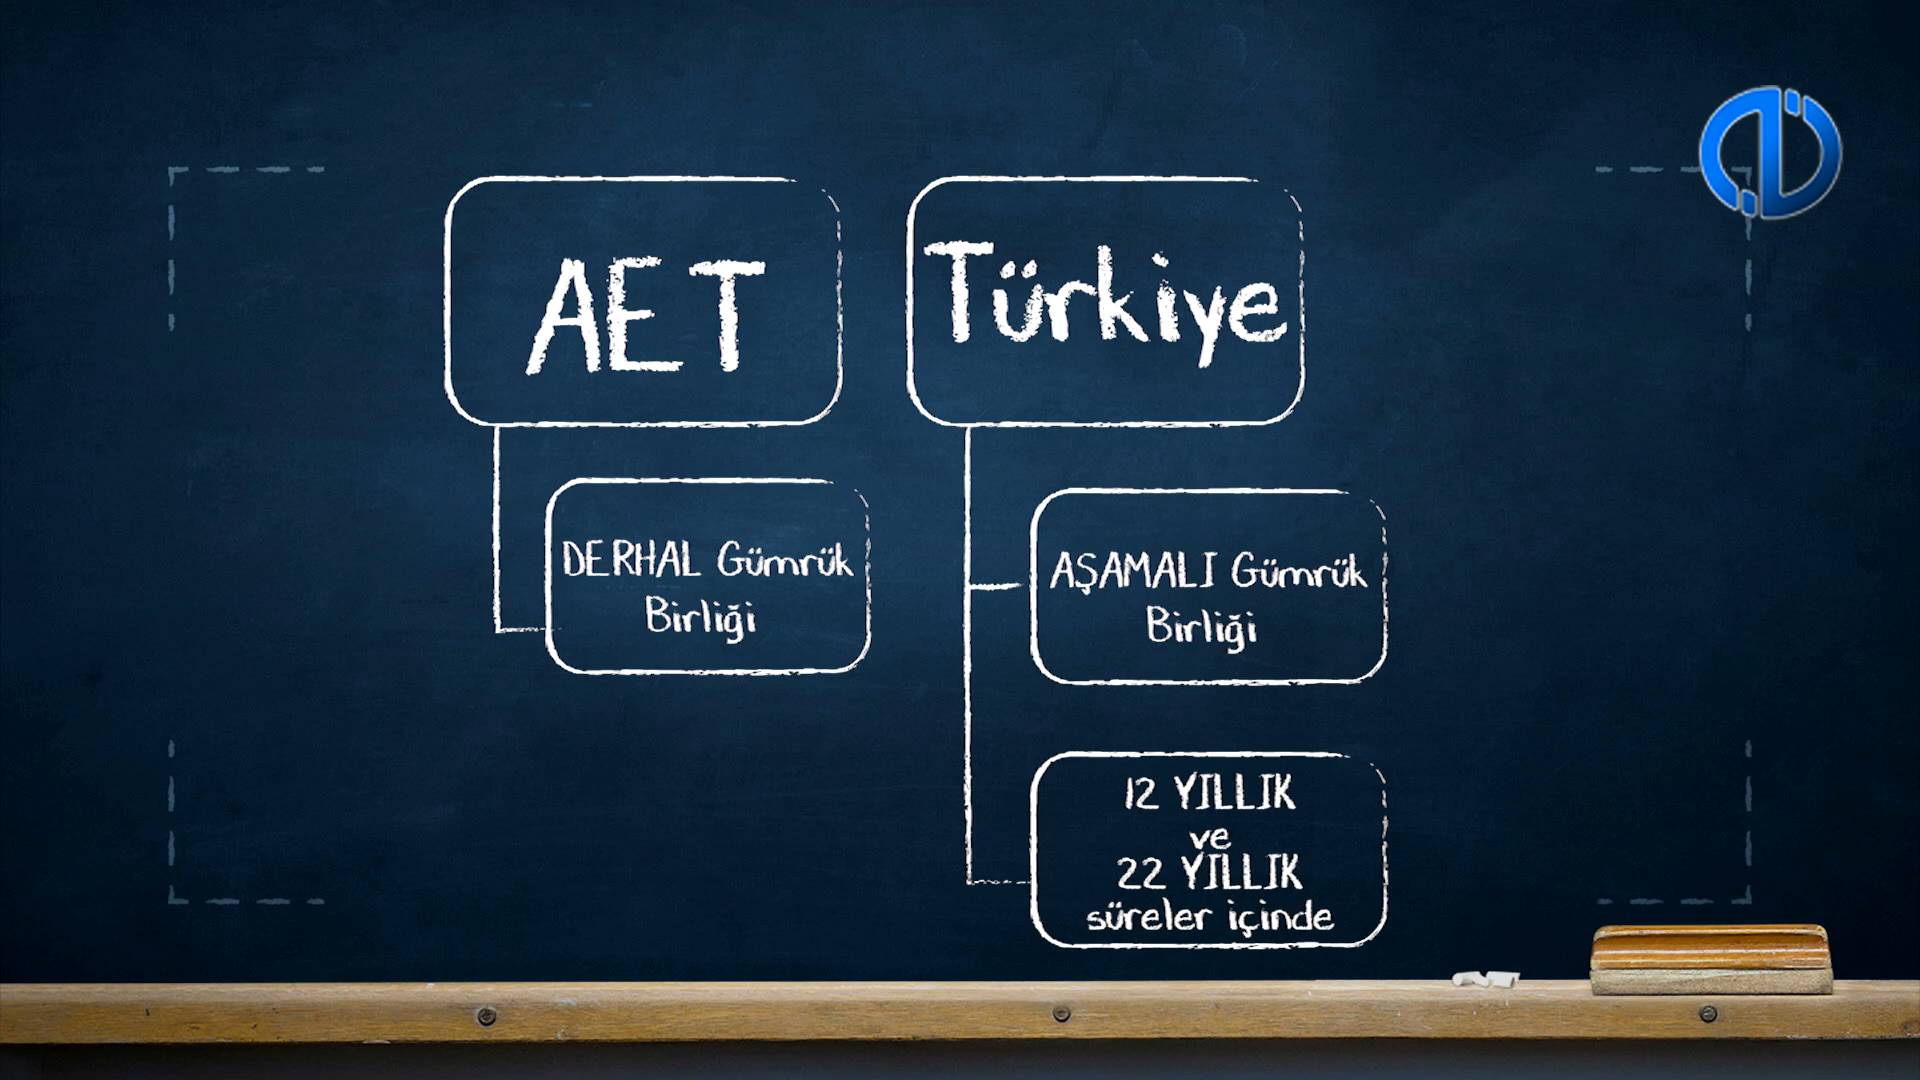 AET
DERHAL Gümrük
Birliği
Türkiye
AŞAMALI Gümrük
Birliği
12 YILLIK
ve
22 YILLIK
süreler içinde